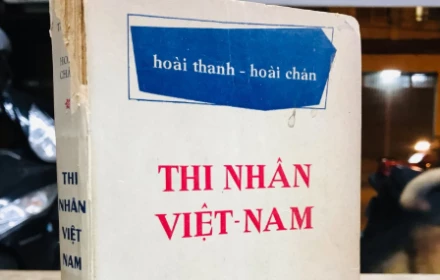 hoài thanh - hoài chân
THI NHÂN
VIỆT-NAM
THI
NHÂN
VIỆT
NAM